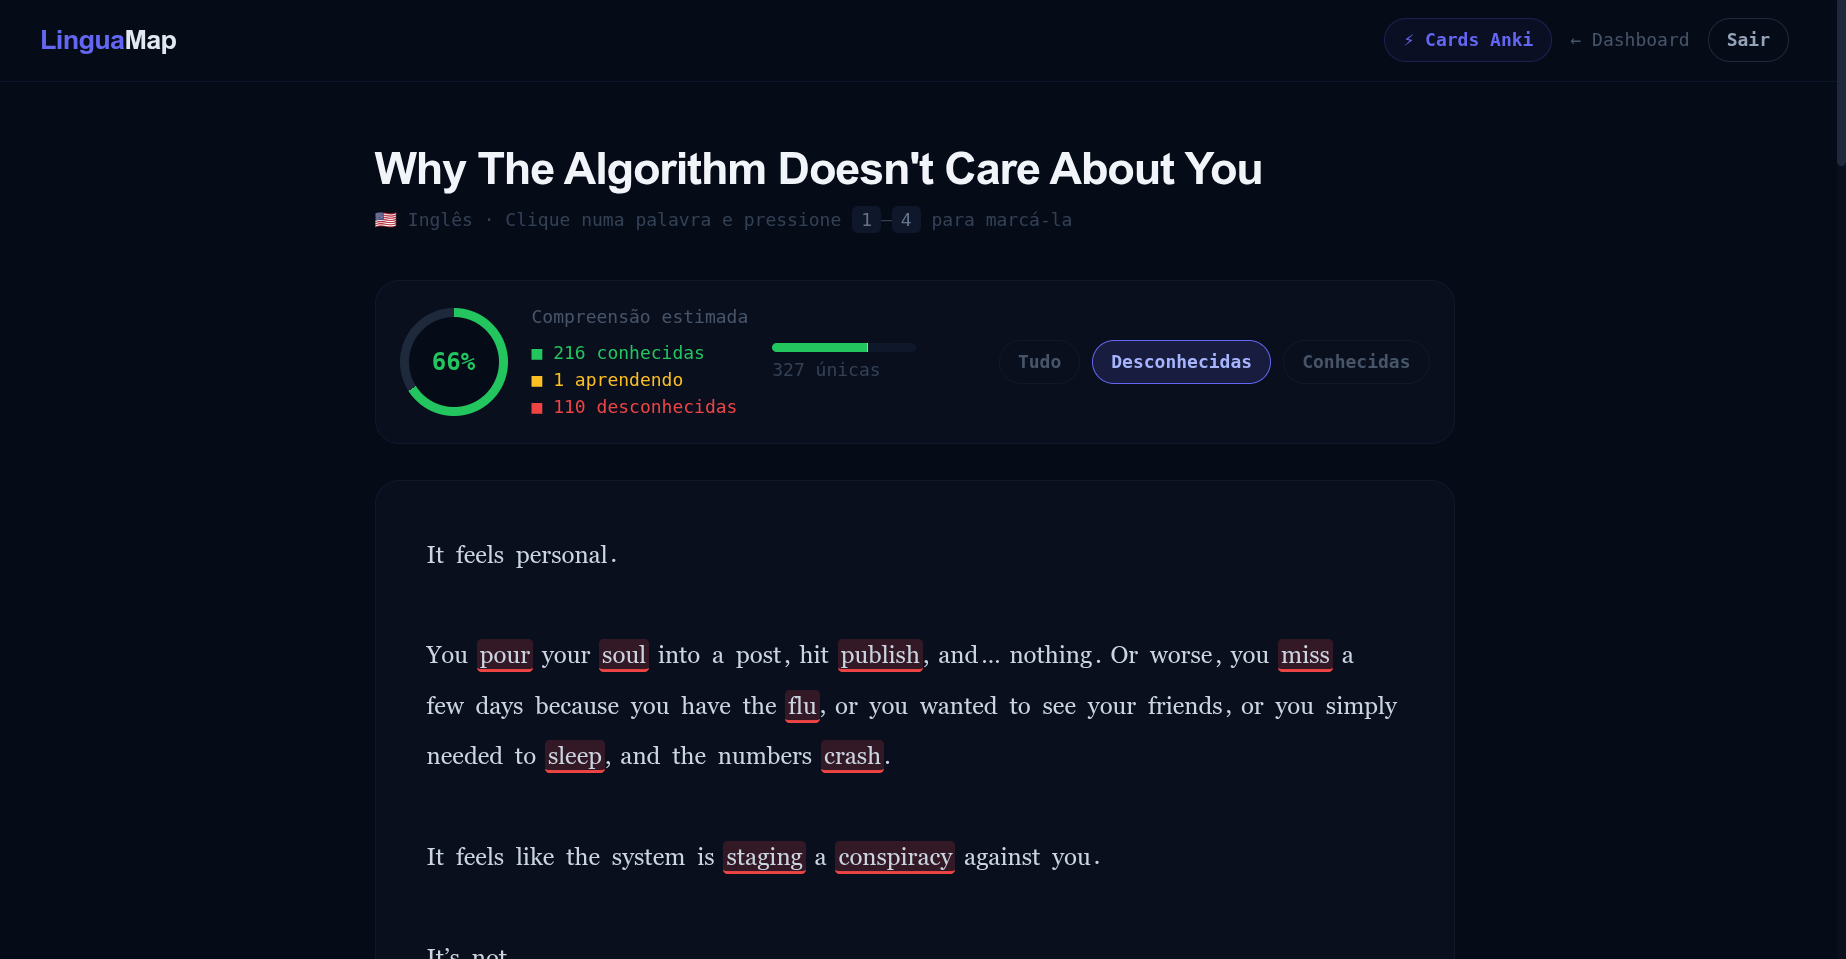 LinguaMap
⚡ Cards Anki ← Dashboard Sair
Why The Algorithm Doesn't Care About You
🇺🇸 Inglês · Clique numa palavra e pressione 1–4 para marcá-la
66%
Compreensão estimada
■ 216 conhecidas
■ 1 aprendendo
■ 110 desconhecidas
327 únicas
Tudo Desconhecidas Conhecidas
It feels personal.
You pour your soul into a post, hit publish, and… nothing. Or worse, you miss a
few days because you have the flu, or you wanted to see your friends, or you simply
needed to sleep, and the numbers crash.
It feels like the system is staging a conspiracy against you.
It’s not.